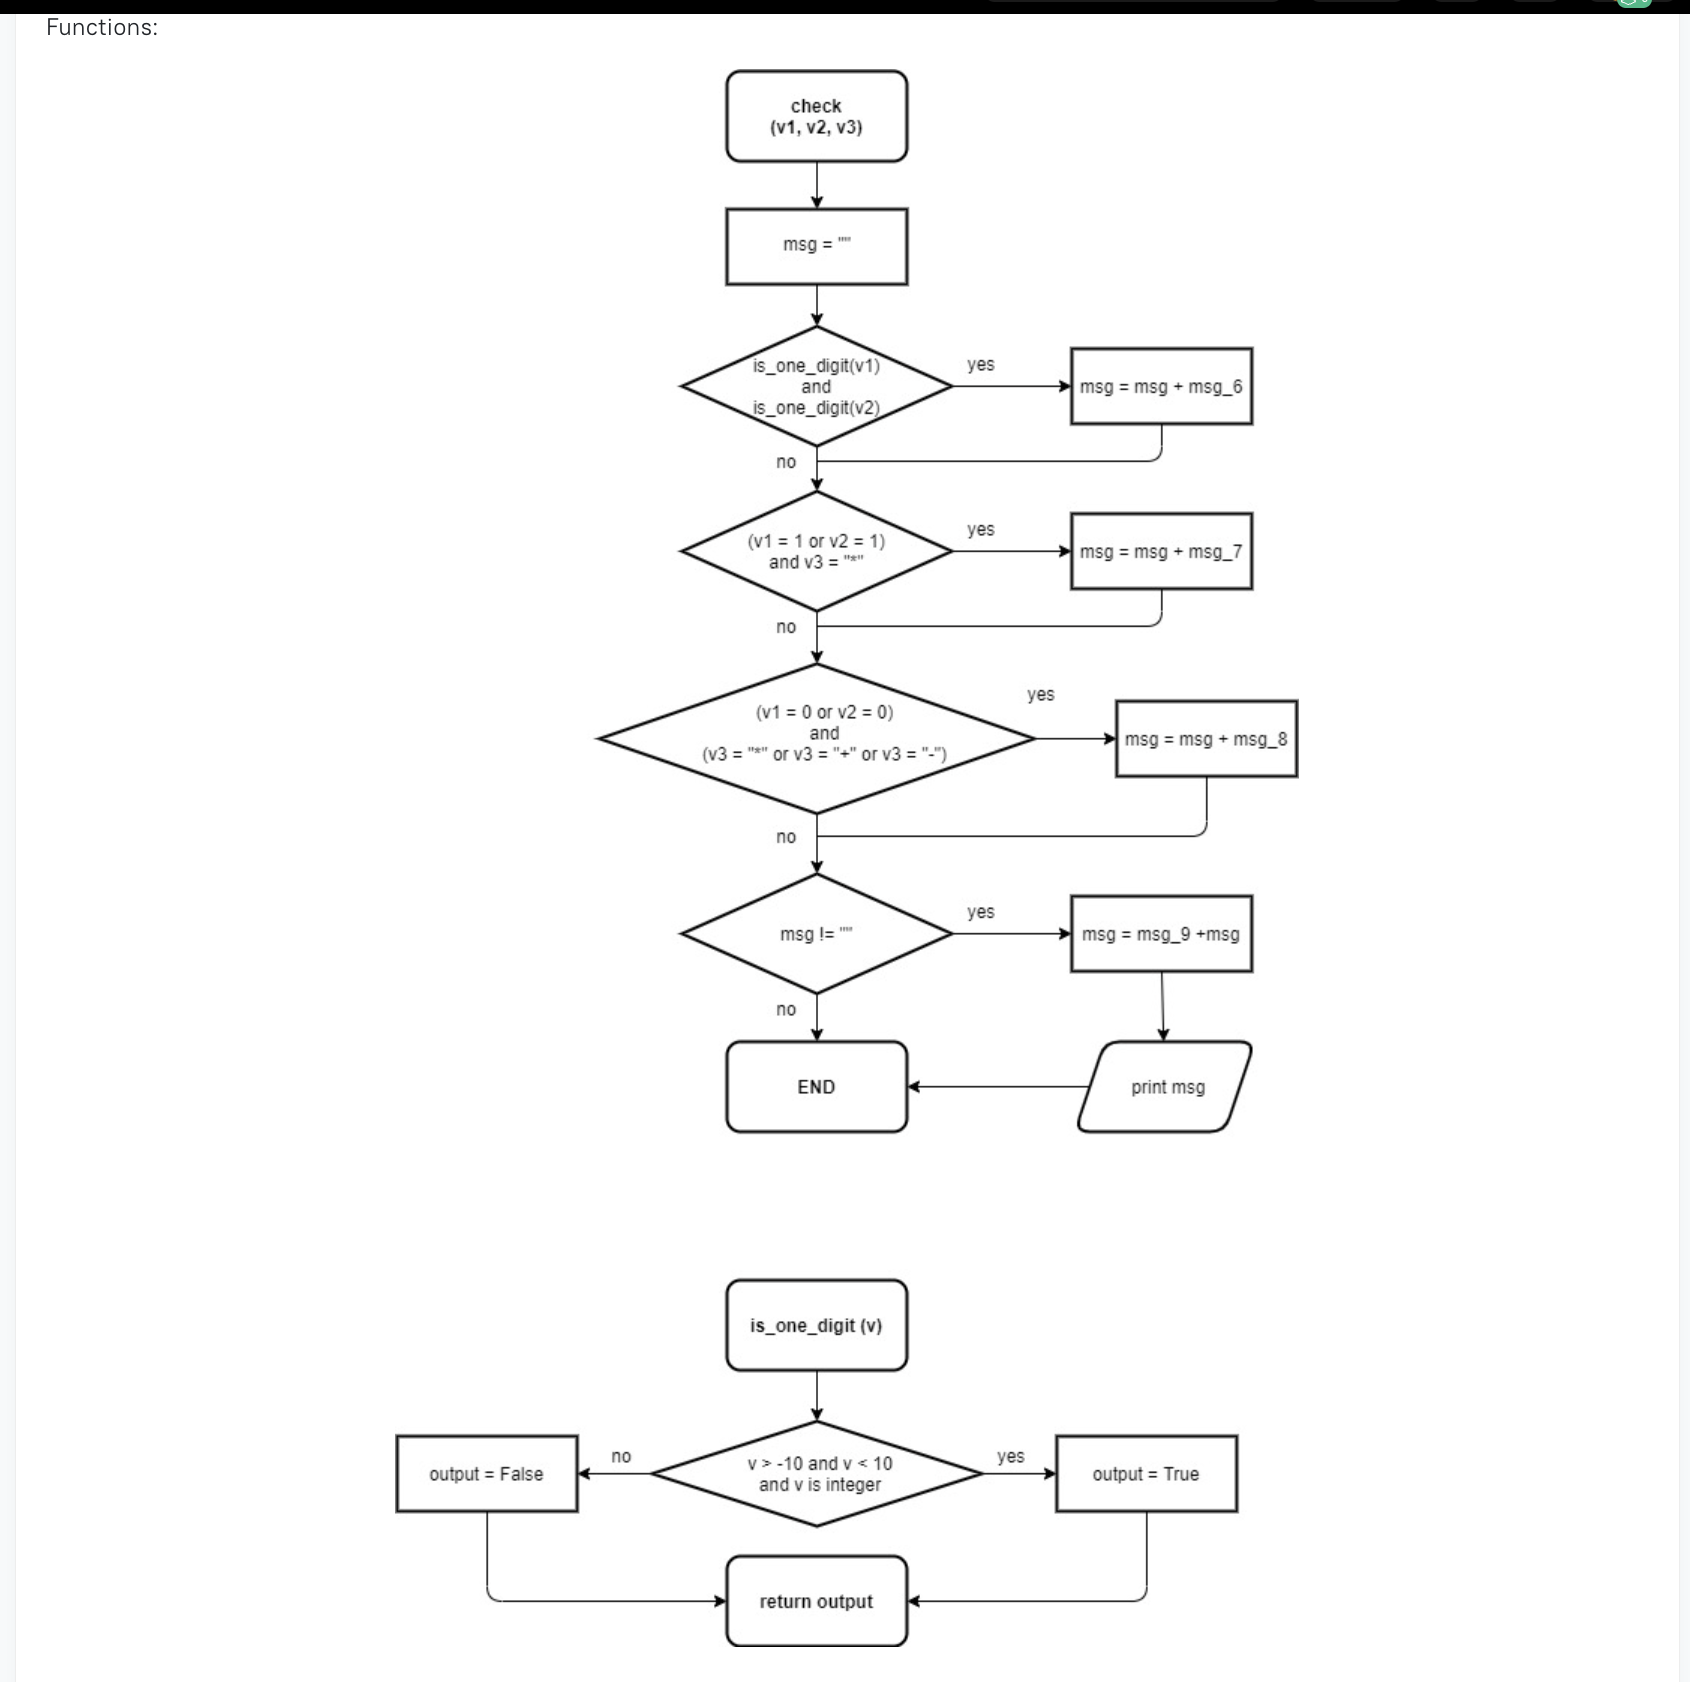 Functions:
check
(v1, v2, v3)
msg = ""
is_one_digit(v1)
and
is_one_digit(v2)
yes
msg = msg + msg_6
no
(v1 = 1 or v2 = 1)
and v3 = "*"
yes
msg = msg + msg_7
no
(v1 = 0 or v2 = 0)
and
(v3 = "*" or v3 = "+" or v3 = "-")
yes
msg = msg + msg_8
no
msg != ""
yes
msg = msg_9 +msg
no
END
print msg
is_one_digit (v)
v > -10 and v < 10
and v is integer
no
output = False
yes
output = True
return output